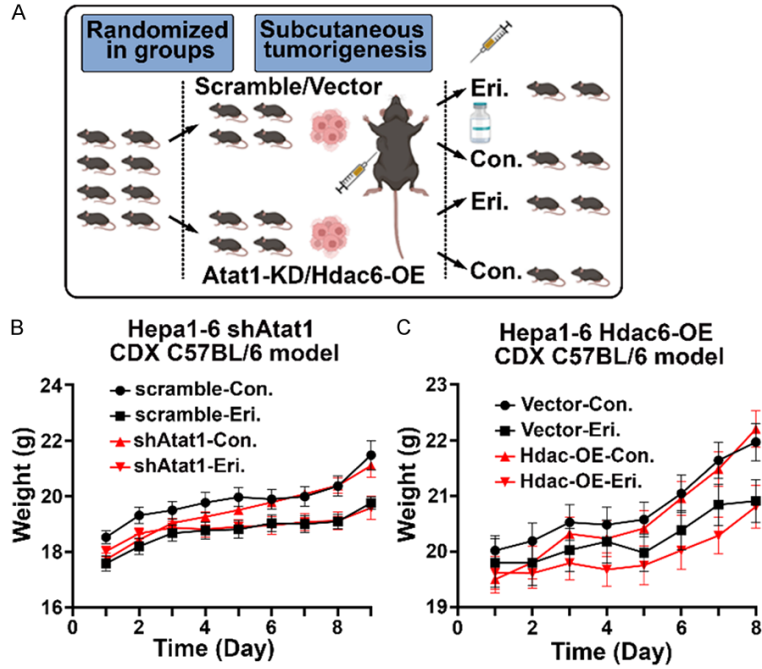 A
Randomized
in groups
Subcutaneous
tumorigenesis
Scramble/Vector
Eri.
Con.
Eri.
Con.
Atat1-KD/Hdac6-OE
B
Hepa1-6 shAtat1
CDX C57BL/6 model
scramble-Con.
scramble-Eri.
shAtat1-Con.
shAtat1-Eri.
Weight (g)
24
22
20
18
16
0
2
4
6
8
Time (Day)
C
Hepa1-6 Hdac6-OE
CDX C57BL/6 model
Vector-Con.
Vector-Eri.
Hdac-OE-Con.
Hdac-OE-Eri.
Weight (g)
23
22
21
20
19
0
2
4
6
8
Time (Day)